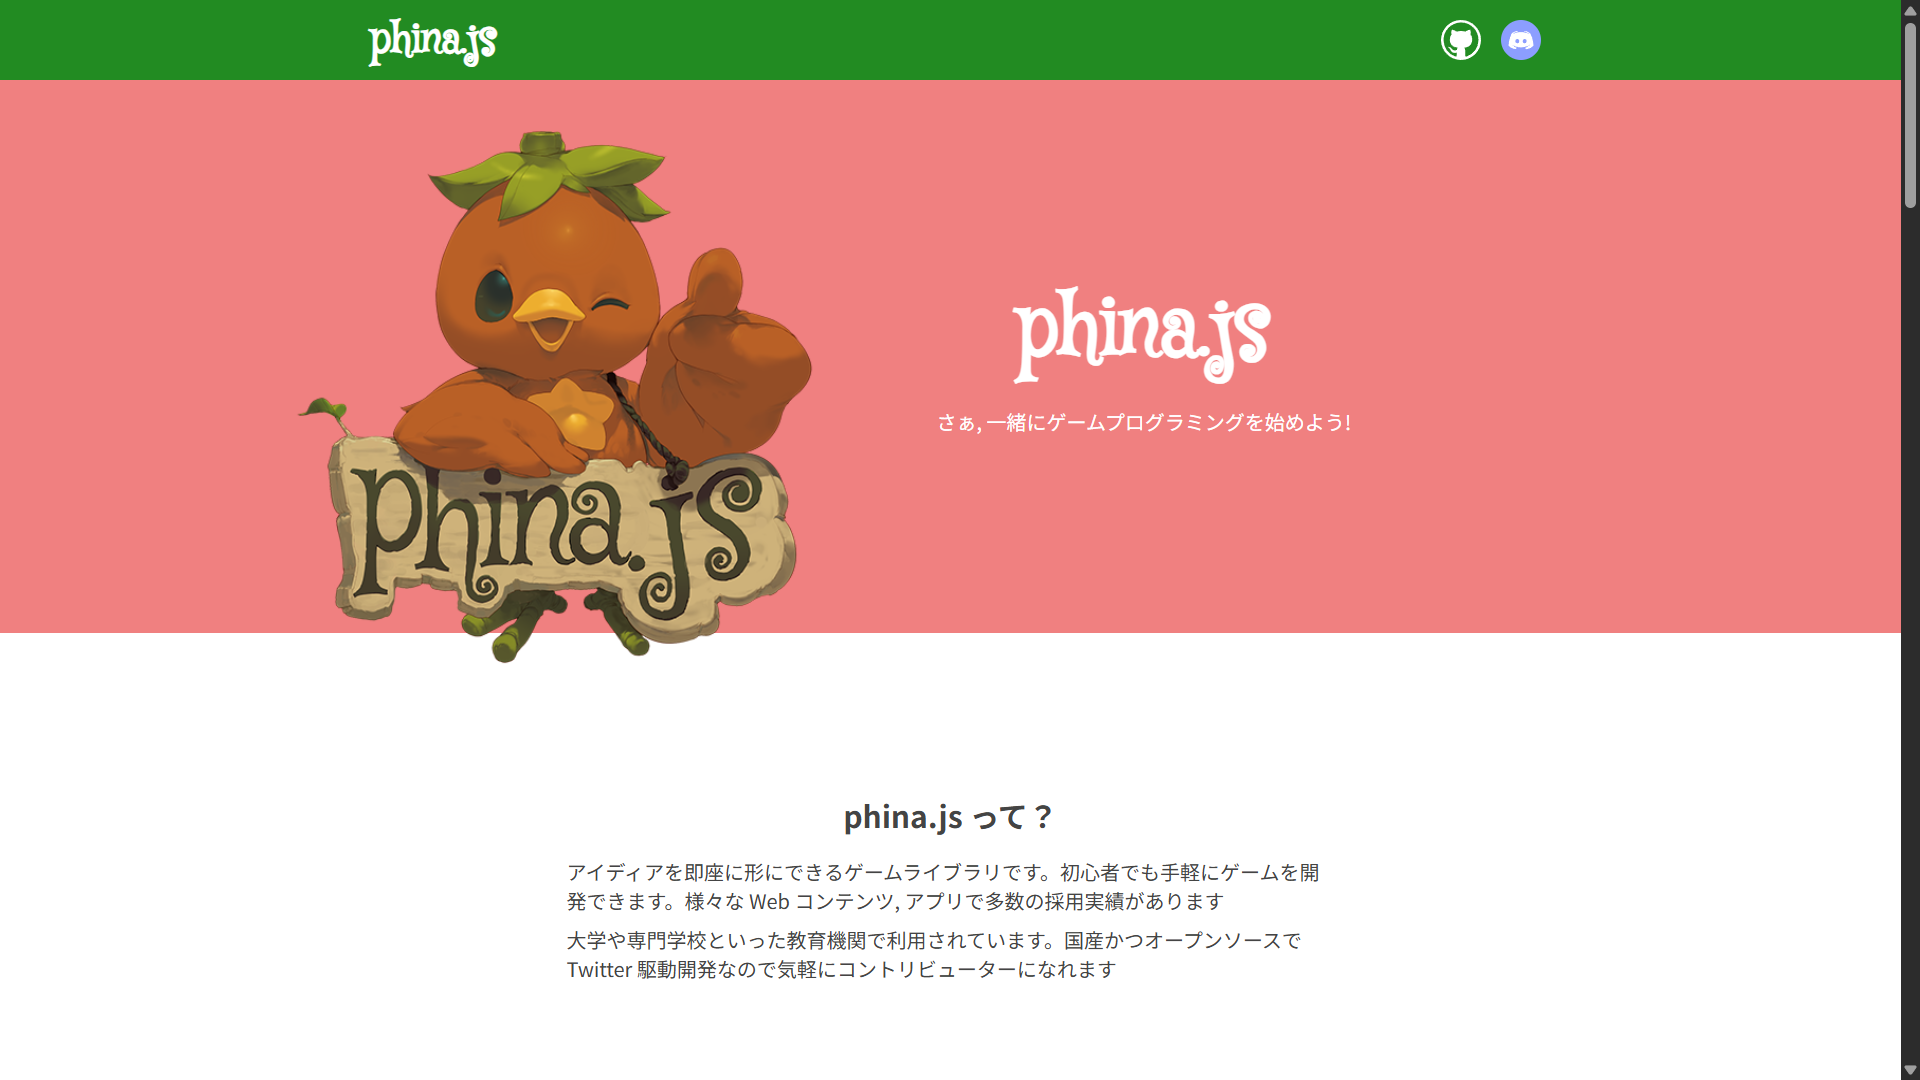 phina.js
phina.js
さぁ, 一緒にゲームプログラミングを始めよう!
phina.js
phina.js って？
アイディアを即座に形にできるゲームライブラリです。初心者でも手軽にゲームを開
発できます。様々な Web コンテンツ, アプリで多数の採用実績があります
大学や専門学校といった教育機関で利用されています。国産かつオープンソースで
Twitter 駆動開発なので気軽にコントリビューターになれます